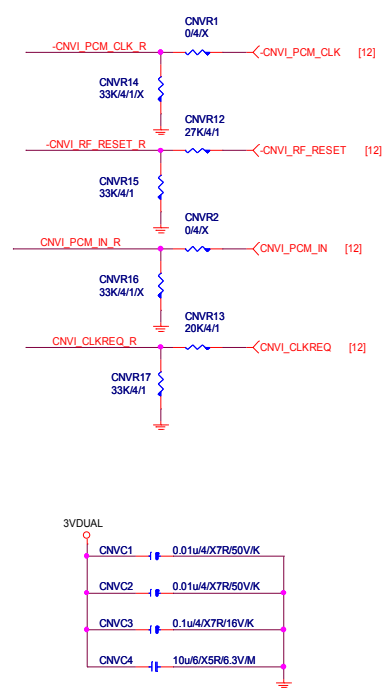 CNVR1
0/4/X
-CNVI_PCM_CLK_R
-CNVI_PCM_CLK [12]
CNVR14
33K/4/1/X
CNVR12
27K/4/1
-CNVI_RF_RESET_R
-CNVI_RF_RESET [12]
CNVR15
33K/4/1
CNVR2
0/4/X
CNVI_PCM_IN_R
CNVI_PCM_IN [12]
CNVR16
33K/4/1/X
CNVR13
20K/4/1
CNVI_CLKREQ_R
CNVI_CLKREQ [12]
CNVR17
33K/4/1
3VDUAL
CNVC1 0.01u/4/X7R/50V/K
CNVC2 0.01u/4/X7R/50V/K
CNVC3 0.1u/4/X7R/16V/K
CNVC4 10u/6/X5R/6.3V/M